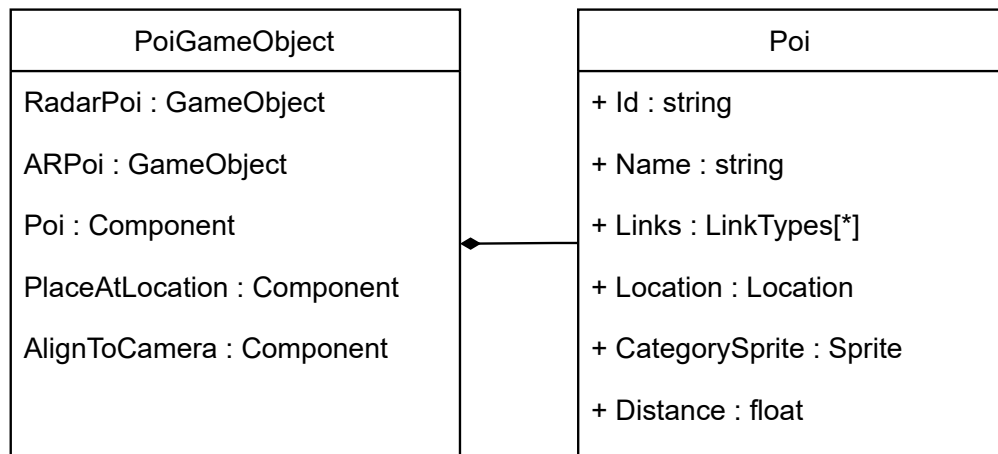 PoiGameObject
RadarPoi : GameObject
ARPoi : GameObject
Poi : Component
PlaceAtLocation : Component
AlignToCamera : Component
Poi
+ Id : string
+ Name : string
+ Links : LinkTypes[*]
+ Location : Location
+ CategorySprite : Sprite
+ Distance : float